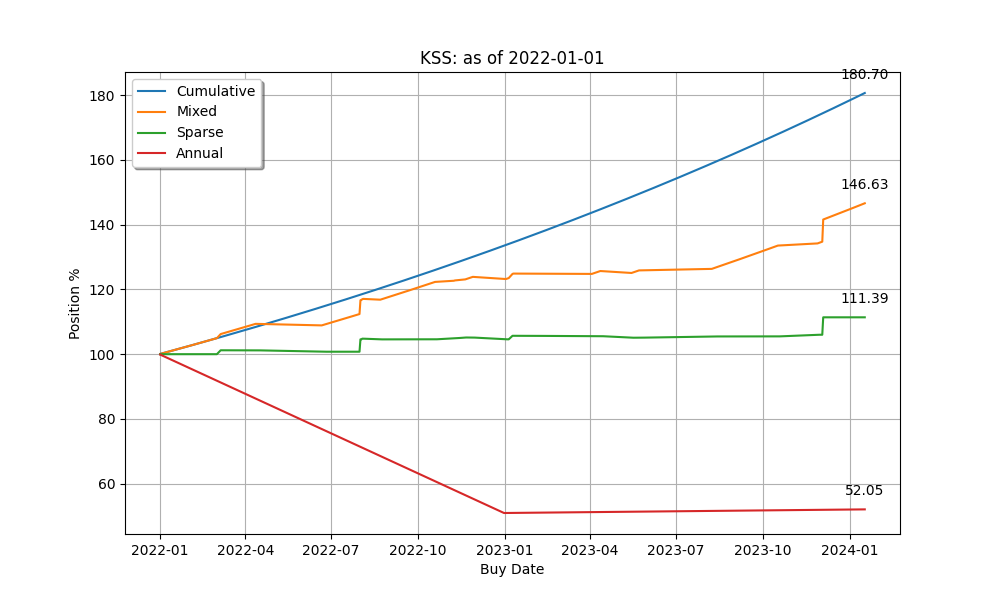 KSS: as of 2022-01-01
180.70
180
Cumulative
Mixed
Sparse
Annual
160
146.63
140
120
111.39
100
80
60
52.05
Position %
2022-01 2022-04 2022-07 2022-10 2023-01 2023-04 2023-07 2023-10 2024-01
Buy Date